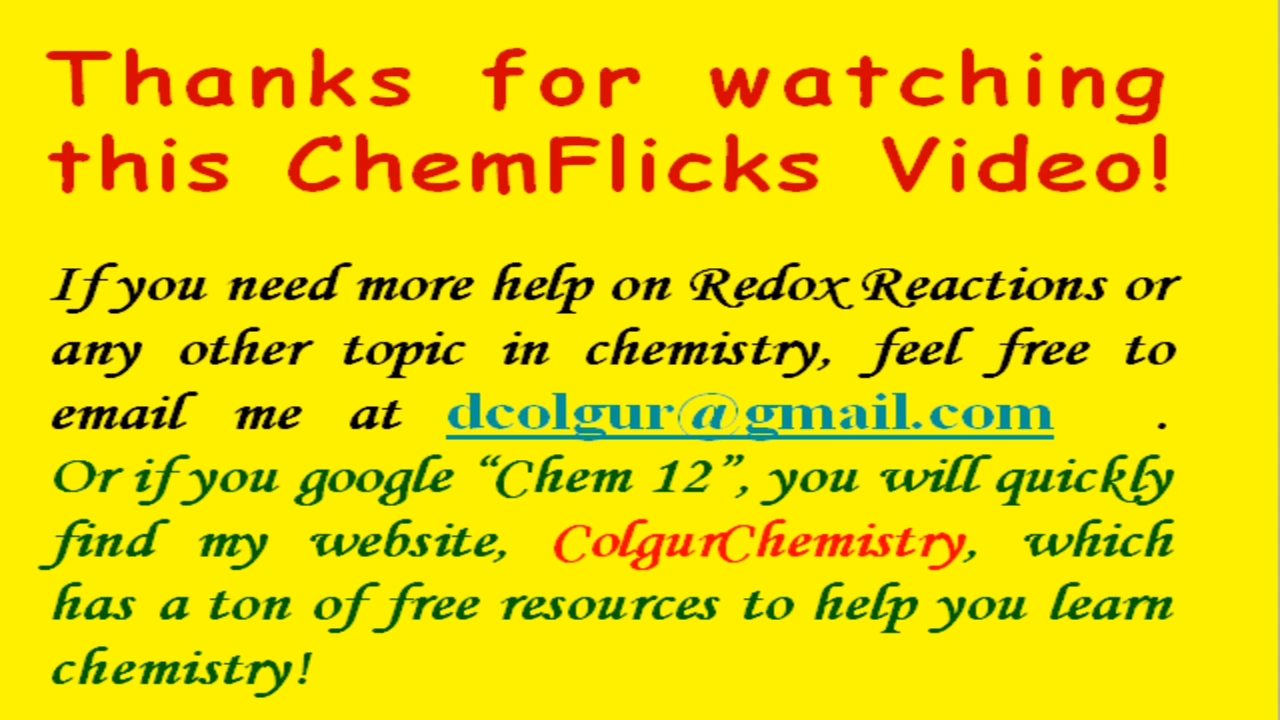 Thanks for watching
this ChemFlicks Video!
If you need more help on Redox Reactions or
any other topic in chemistry, feel free to
email me at dcolgur@gmail.com .
Or if you google “Chem 12”, you will quickly
find my website, ColgurChemistry, which
has a ton of free resources to help you learn
chemistry!